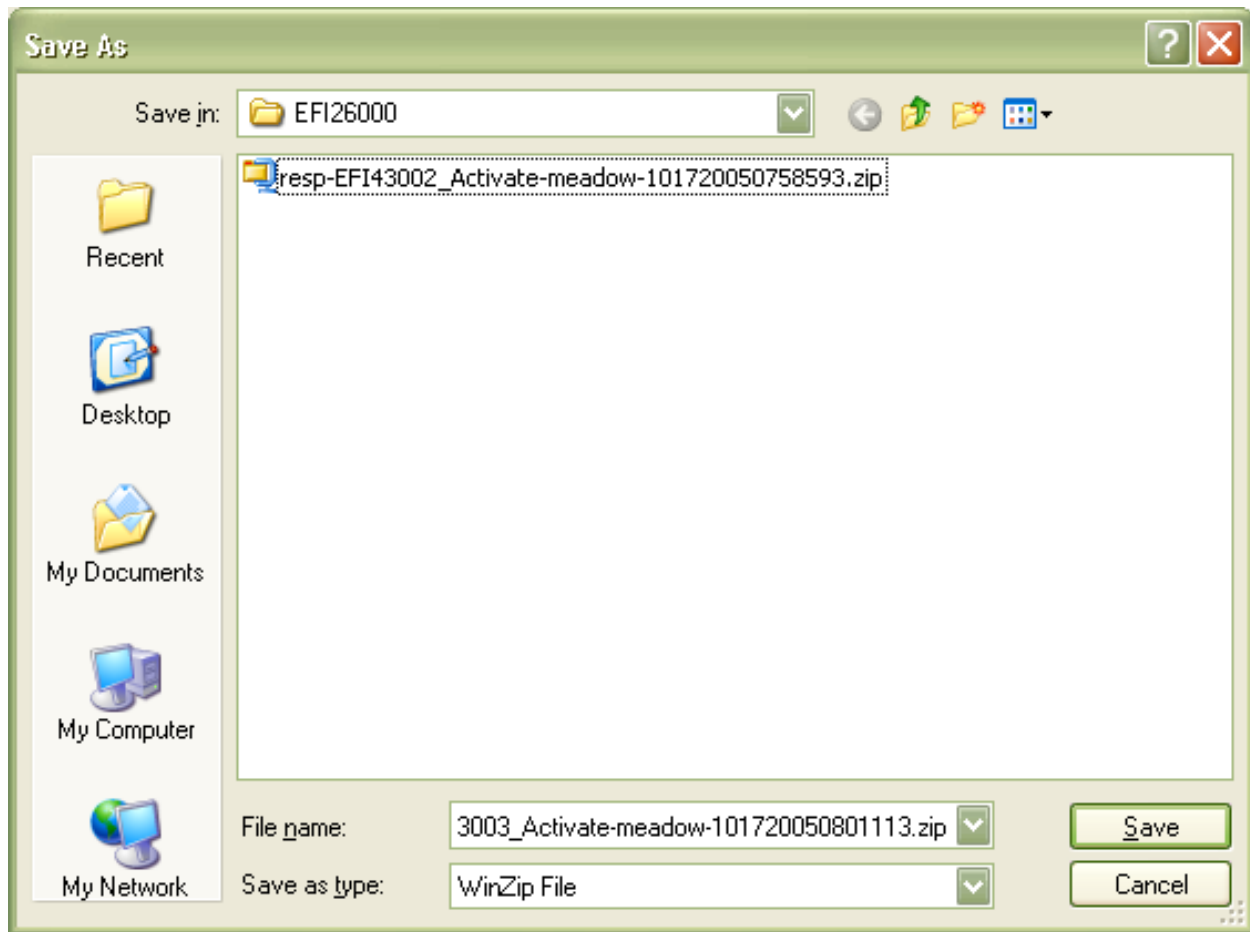 Save As
Save in: EFI26000
resp-EFI43002_Activate-meadow-101720050758593.zip
Recent
Desktop
My Documents
My Computer
My Network
File name: 3003_Activate-meadow-101720050801113.zip Save
Save as type: WinZip File Cancel